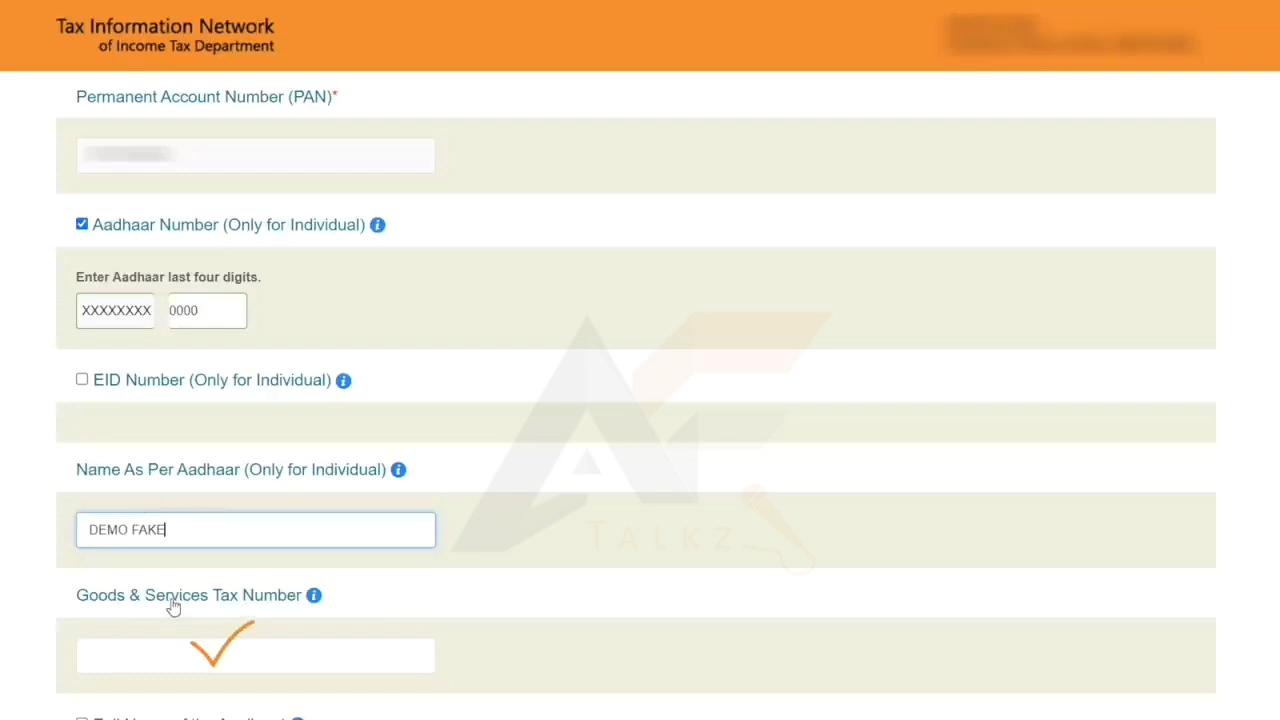 Tax Information Network
of Income Tax Department
Permanent Account Number (PAN)*
Aadhaar Number (Only for Individual)
Enter Aadhaar last four digits.
XXXXXXXX 0000
EID Number (Only for Individual)
Name As Per Aadhaar (Only for Individual)
DEMO FAKE
TALKZ
Goods & Services Tax Number